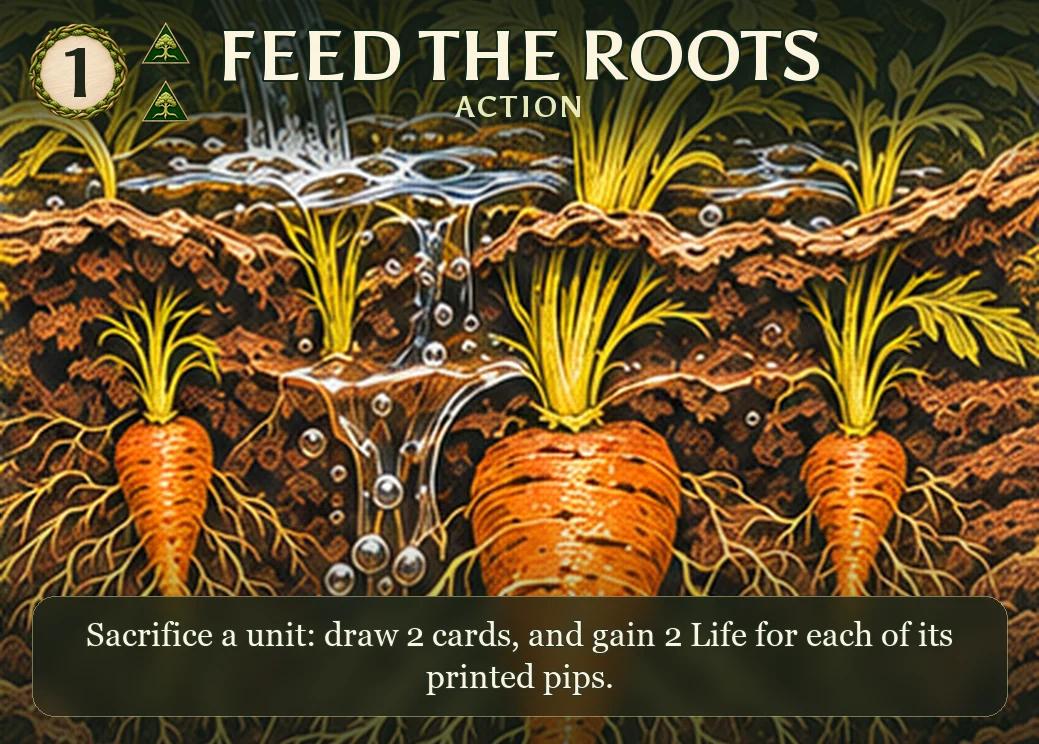 1
FEED THE ROOTS
ACTION
Sacrifice a unit: draw 2 cards, and gain 2 Life for each of its
printed pips.